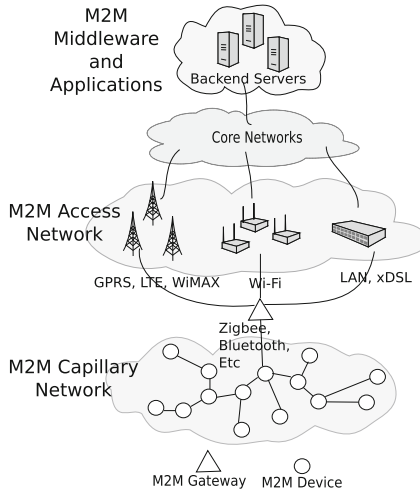 M2M
Middleware
and
Applications
Backend Servers
Core Networks
M2M Access
Network
GPRS, LTE, WiMAX
Wi-Fi
LAN, xDSL
Zigbee,
Bluetooth,
Etc
M2M Capillary
Network
M2M Gateway
M2M Device